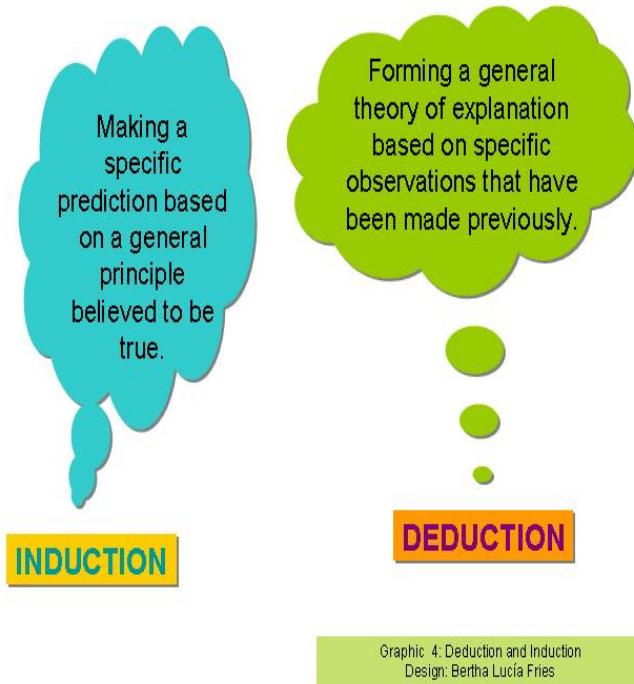 Making a
specific
prediction based
on a general
principle
believed to be
true.
INDUCTION
Forming a general
theory of explanation
based on specific
observations that have
been made previously.
DEDUCTION
Graphic 4: Deduction and Induction
Design: Bertha Lucía Fries